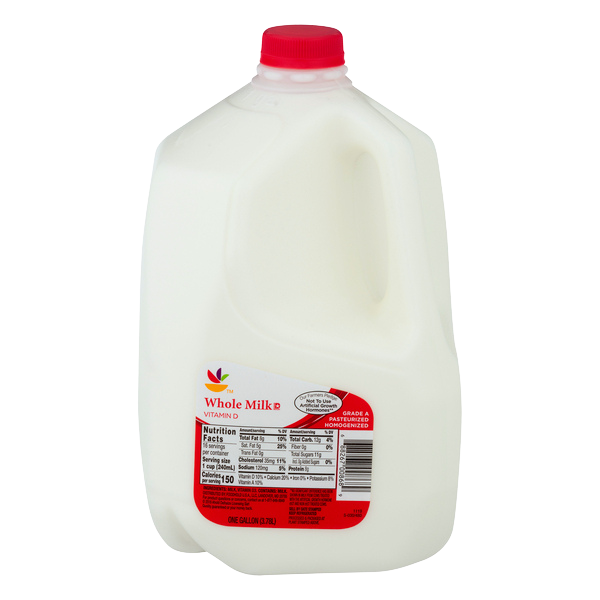 TM
Whole Milk D
VITAMIN D
Our Farmers Pledge
Not To Use
Artificial Growth
Hormones**
GRADE A
PASTEURIZED
HOMOGENIZED
Nutrition
Facts
16 servings
per container
Serving size
1 cup (240mL)
Calories
per serving 150
Amount/serving % DV
Total Fat 8g 10%
Sat. Fat 5g 25%
Trans Fat 0g
Cholesterol 35mg 11%
Sodium 120mg 5%
Amount/serving % DV
Total Carb. 12g 4%
Fiber 0g 0%
Total Sugars 11g
Incl. 0g Added Sugars 0%
Protein 8g
Vitamin D 10% • Calcium 20% • Iron 0% • Potassium 8%
Vitamin A 10%
ONE GALLON (3.78L)